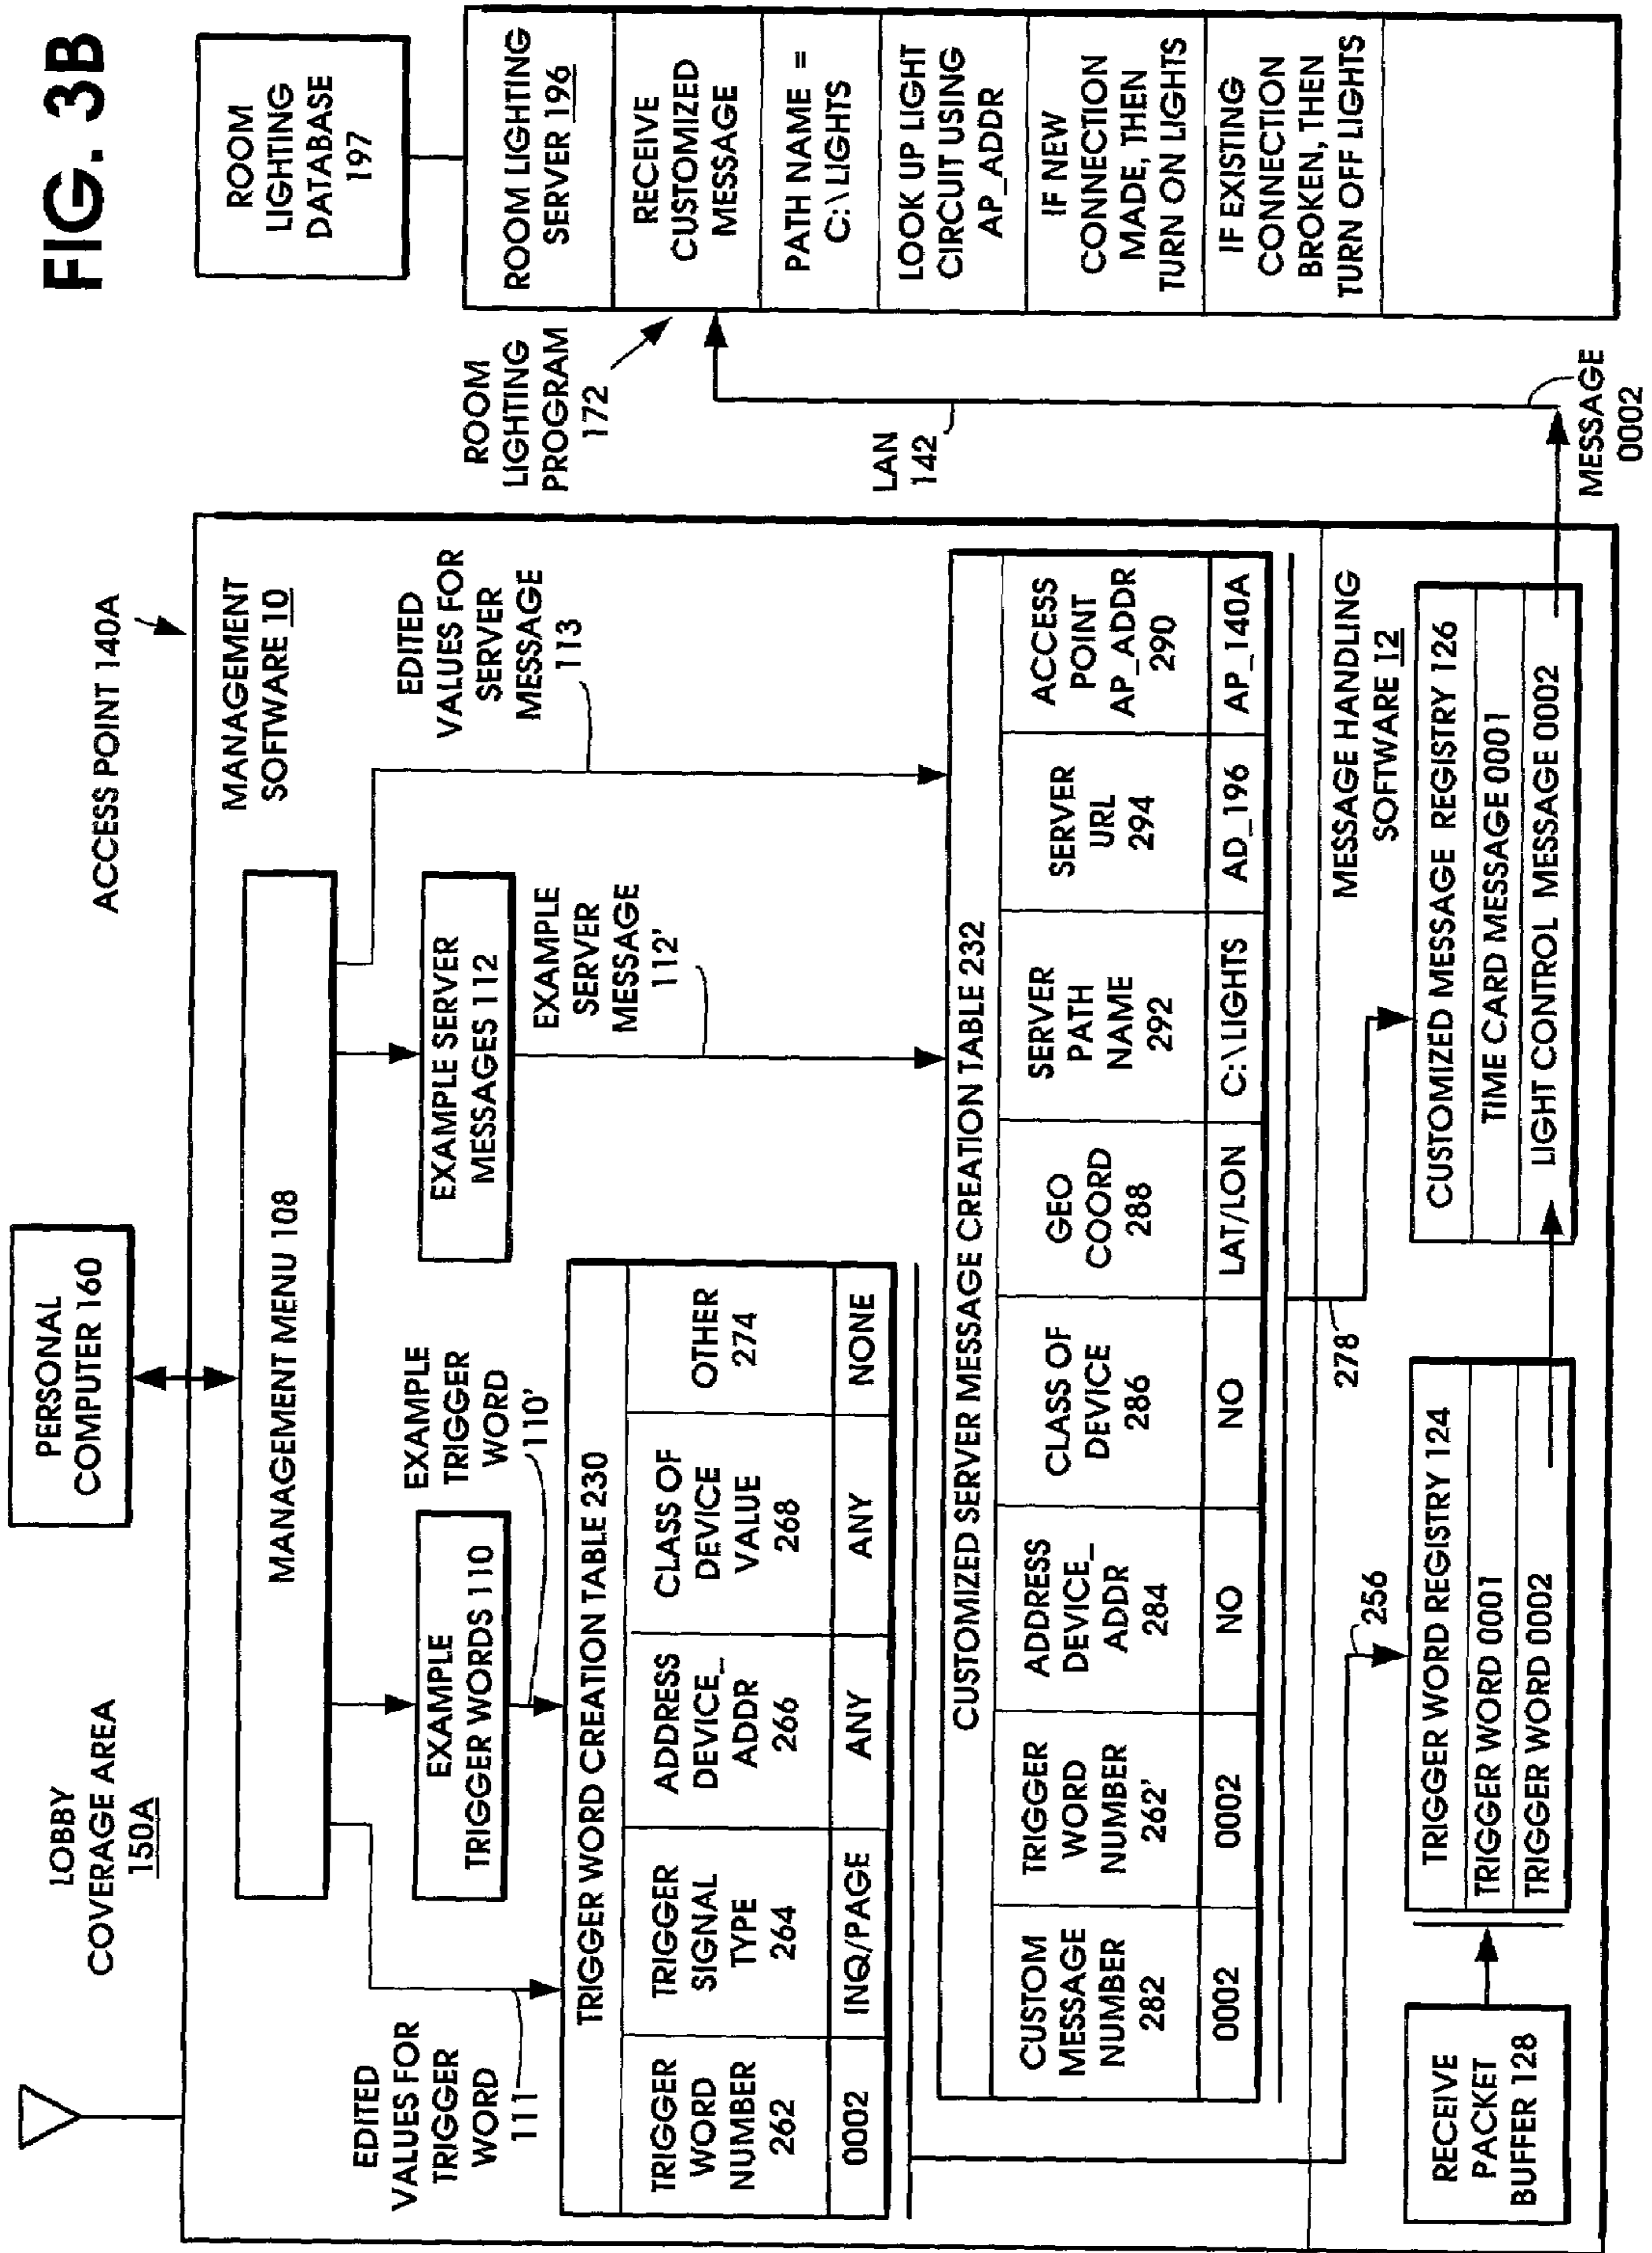 FIG. 3B
PERSONAL
COMPUTER 160
LOBBY
COVERAGE AREA
150A
ACCESS POINT 140A
MANAGEMENT
SOFTWARE 10
MANAGEMENT MENU 108
EDITED
VALUES FOR
TRIGGER
WORD
111
EXAMPLE
TRIGGER WORDS 110
EXAMPLE
TRIGGER
WORD
110'
EXAMPLE SERVER
MESSAGES 112
EXAMPLE
SERVER
MESSAGE
112'
EDITED
VALUES FOR
SERVER
MESSAGE
113
TRIGGER WORD CREATION TABLE 230
TRIGGER
WORD
NUMBER
262
TRIGGER
SIGNAL
TYPE
264
ADDRESS
DEVICE_
ADDR
266
CLASS OF
DEVICE
VALUE
268
OTHER
274
0002
INQ/PAGE
ANY
ANY
NONE
CUSTOMIZED SERVER MESSAGE CREATION TABLE 232
CUSTOM
MESSAGE
NUMBER
282
TRIGGER
WORD
NUMBER
262'
ADDRESS
DEVICE_
ADDR
284
CLASS OF
DEVICE
286
GEO
COORD
288
SERVER
PATH
NAME
292
SERVER
URL
294
ACCESS
POINT
AP_ADDR
290
0002
0002
NO
NO
LAT/LON
C:\LIGHTS
AD_196
AP_140A
256
278
MESSAGE HANDLING
SOFTWARE 12
RECEIVE
PACKET
BUFFER 128
TRIGGER WORD REGISTRY 124
TRIGGER WORD 0001
TRIGGER WORD 0002
CUSTOMIZED MESSAGE REGISTRY 126
TIME CARD MESSAGE 0001
LIGHT CONTROL MESSAGE 0002
MESSAGE
0002
LAN
142
ROOM
LIGHTING
PROGRAM
172
ROOM
LIGHTING
DATABASE
197
ROOM LIGHTING
SERVER 196
RECEIVE
CUSTOMIZED
MESSAGE
PATH NAME =
C:\LIGHTS
LOOK UP LIGHT
CIRCUIT USING
AP_ADDR
IF NEW
CONNECTION
MADE, THEN
TURN ON LIGHTS
IF EXISTING
CONNECTION
BROKEN, THEN
TURN OFF LIGHTS